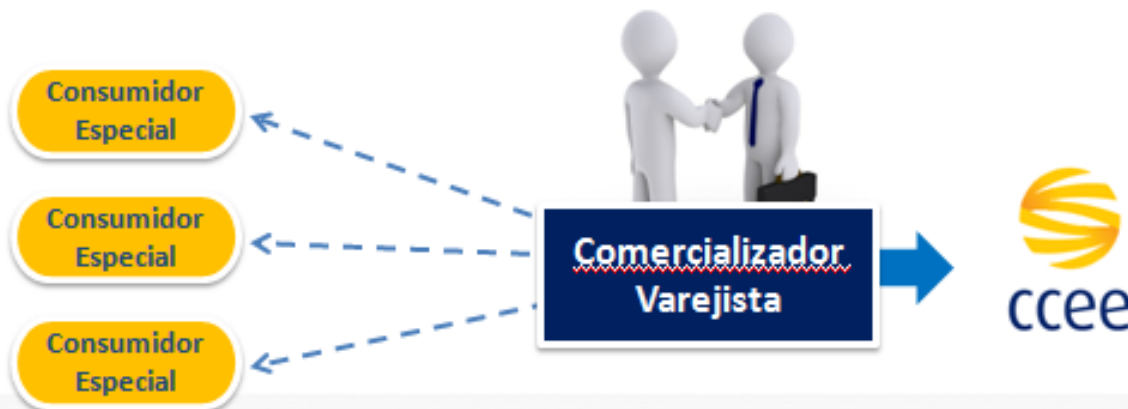 Consumidor
Especial
Consumidor
Especial
Consumidor
Especial
Comercializador
Varejista
ccee